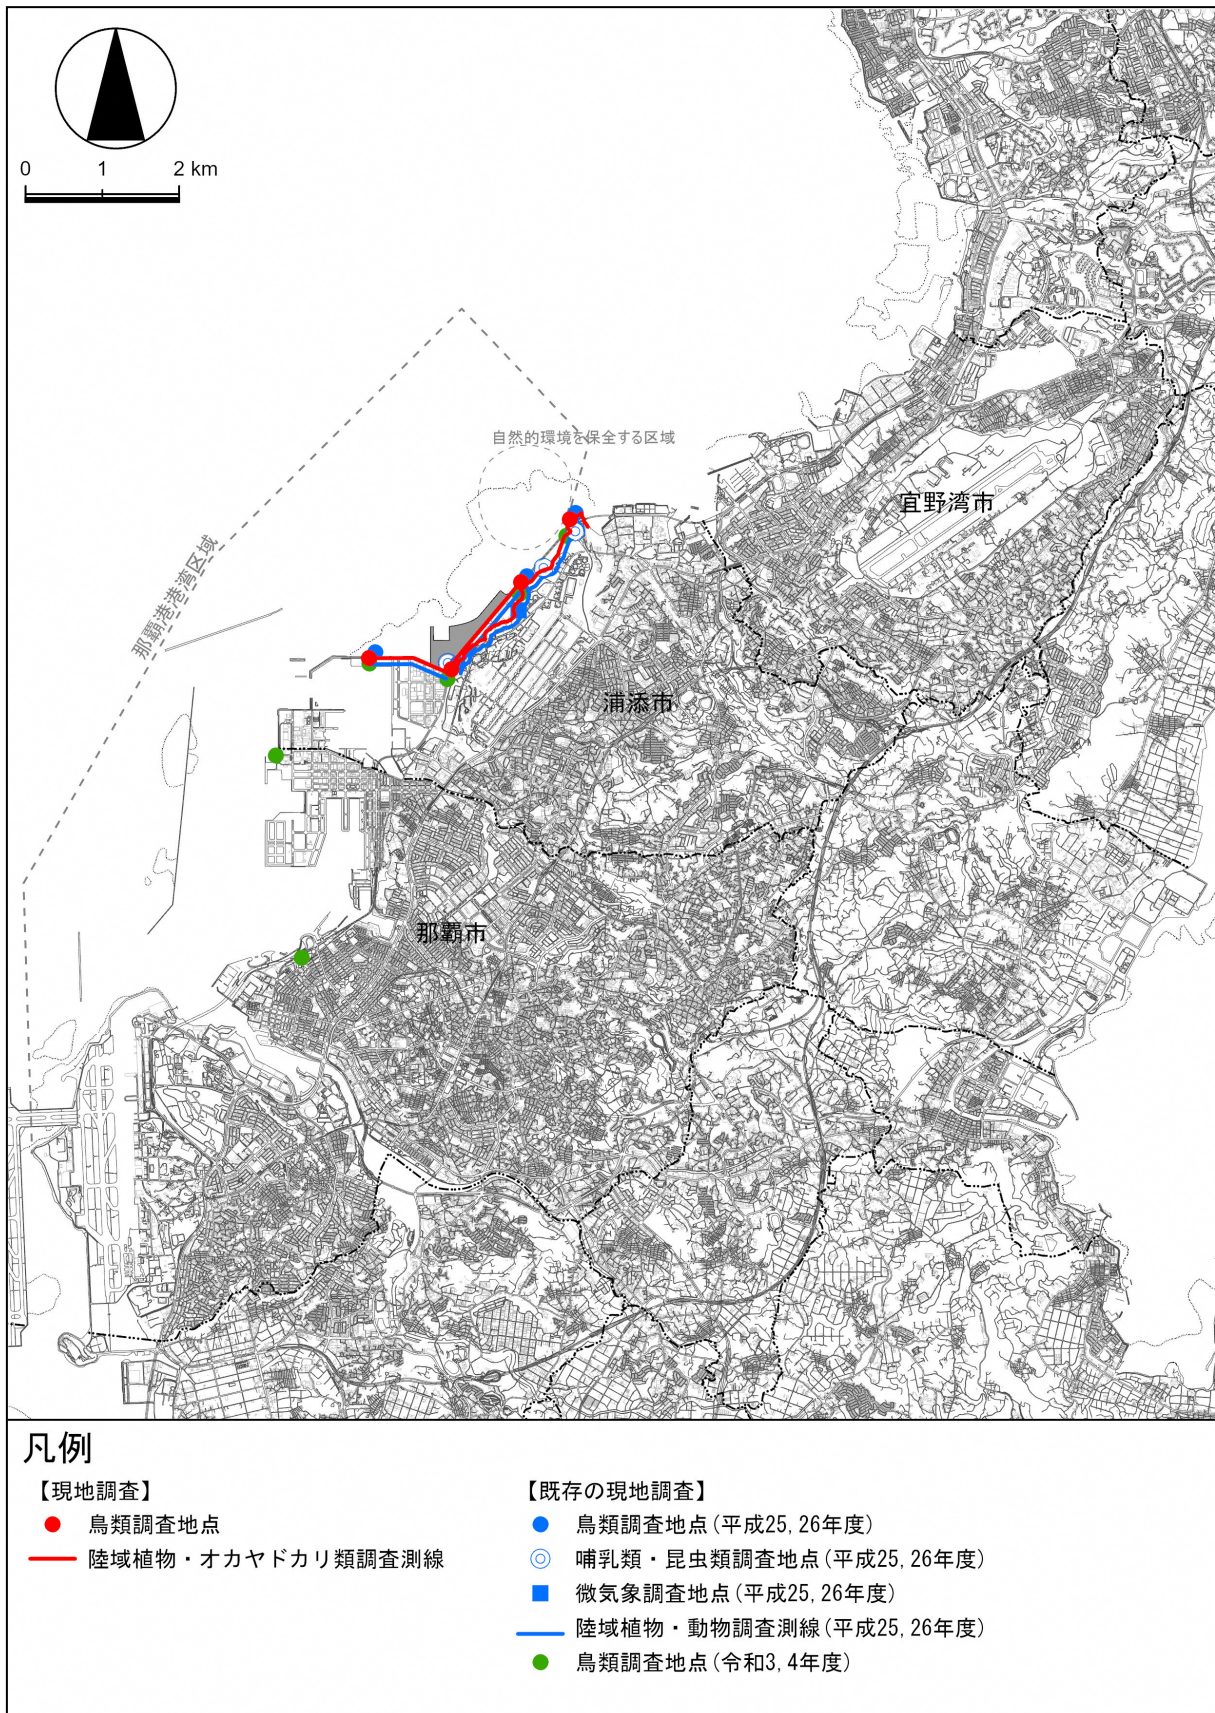 0 1 2 km
自然的環境を保全する区域
宜野湾市
那覇港港湾区域
浦添市
那覇市
凡例
【現地調査】
鳥類調査地点
陸域植物・オカヤドカリ類調査測線
【既存の現地調査】
鳥類調査地点(平成25,26年度)
哺乳類・昆虫類調査地点(平成25,26年度)
微気象調査地点(平成25,26年度)
陸域植物・動物調査測線(平成25,26年度)
鳥類調査地点(令和3,4年度)